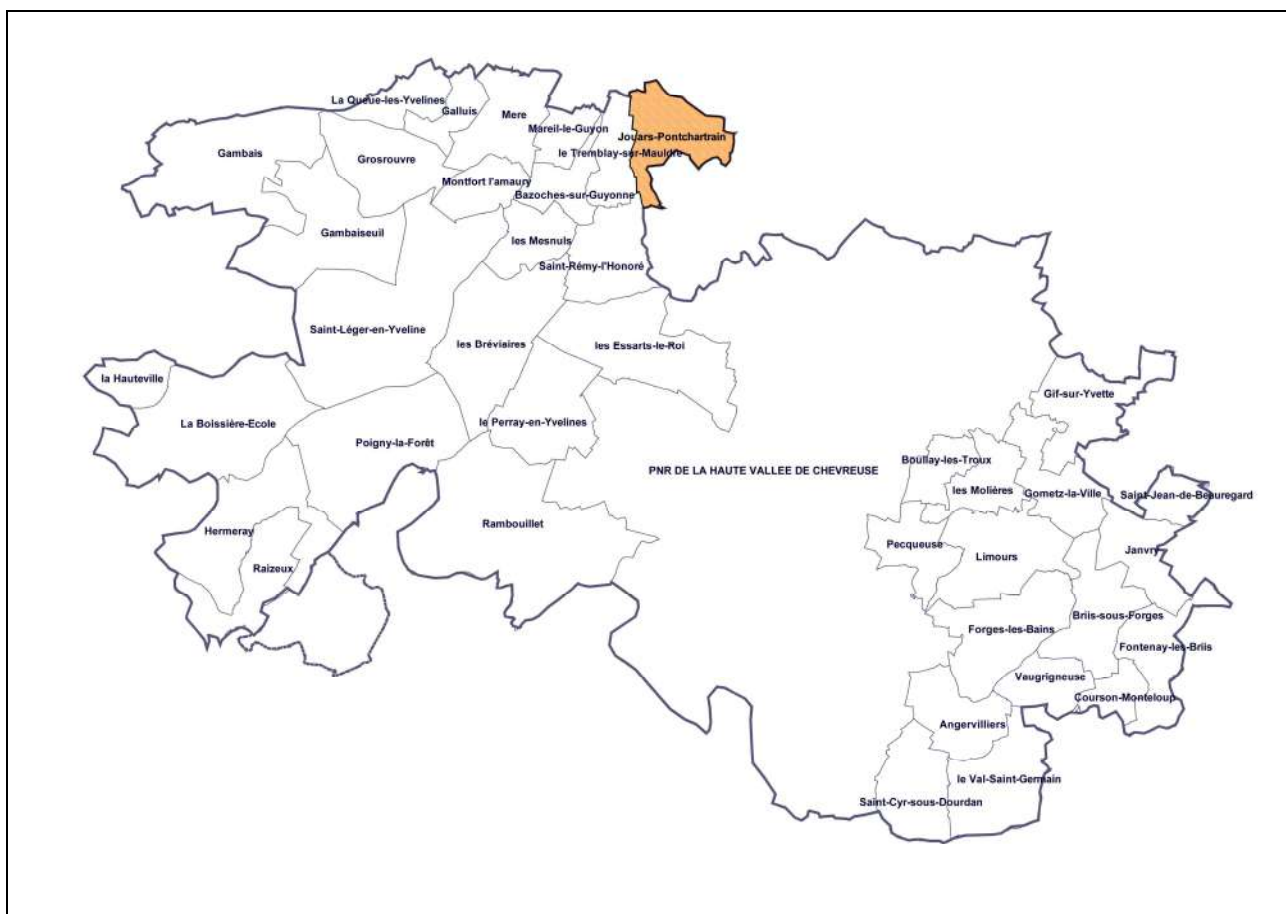 La Queue-les-Yvelines
Galluis
Mere
Mareil-le-Guyon
Jouars-Pontchartrain
le Tremblay-sur-Mauldre
Gambais
Grosrouvre
Montfort l'amaury
Bazoches-sur-Guyonne
Gambaiseuil
les Mesnuls
Saint-Rémy-l'Honoré
Saint-Léger-en-Yveline
les Bréviaires
les Essarts-le-Roi
la Hauteville
Gif-sur-Yvette
La Boissière-Ecole
le Perray-en-Yvelines
Poigny-la-Forêt
Boullay-les-Troux
PNR DE LA HAUTE VALLEE DE CHEVREUSE
les Molières
Gometz-la-Ville
Saint-Jean-de-Beauregard
Rambouillet
Hermeray
Pecqueuse
Limours
Janvry
Raizeux
Briis-sous-Forges
Forges-les-Bains
Fontenay-les-Briis
Vaugrigneuse
Courson-Monteloup
Angervilliers
le Val-Saint-Germain
Saint-Cyr-sous-Dourdan